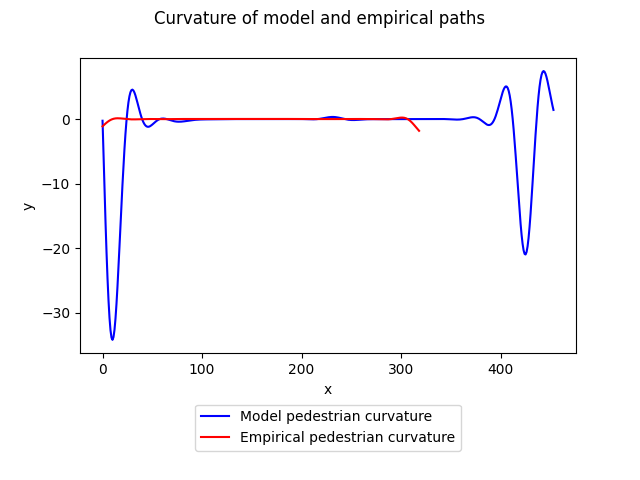 Curvature of model and empirical paths
0
−10
−20
−30
y
0
100
200
300
400
x
Model pedestrian curvature
Empirical pedestrian curvature